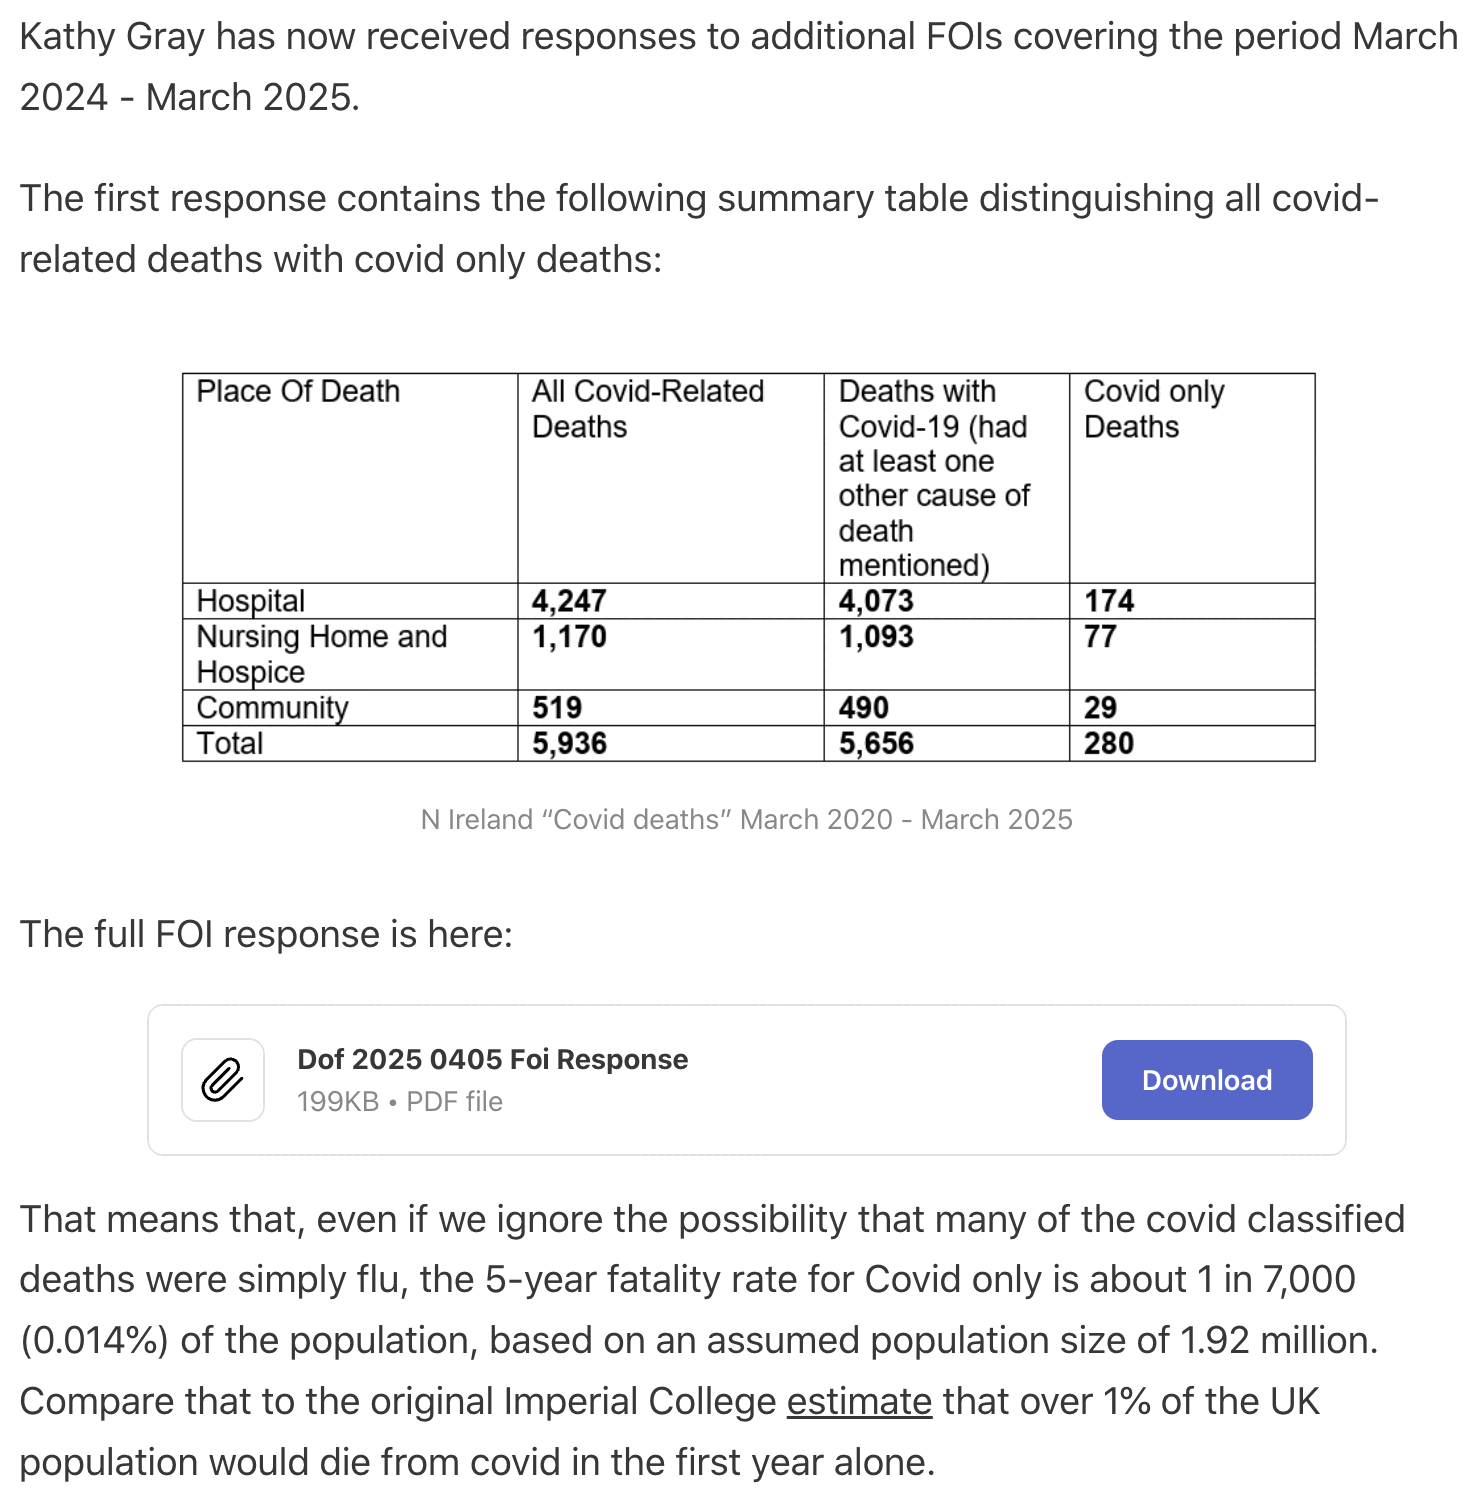 Kathy Gray has now received responses to additional FOIs covering the period March
2024 - March 2025.
The first response contains the following summary table distinguishing all covid-
related deaths with covid only deaths:
Place Of Death
All Covid-Related
Deaths
Deaths with
Covid-19 (had
at least one
other cause of
death
mentioned)
Covid only
Deaths
Hospital 4,247 4,073 174
Nursing Home and 1,170 1,093 77
Hospice
Community 519 490 29
Total 5,936 5,656 280
N Ireland “Covid deaths” March 2020 - March 2025
The full FOI response is here:
Dof 2025 0405 Foi Response
199KB • PDF file
Download
That means that, even if we ignore the possibility that many of the covid classified
deaths were simply flu, the 5-year fatality rate for Covid only is about 1 in 7,000
(0.014%) of the population, based on an assumed population size of 1.92 million.
Compare that to the original Imperial College estimate that over 1% of the UK
population would die from covid in the first year alone.